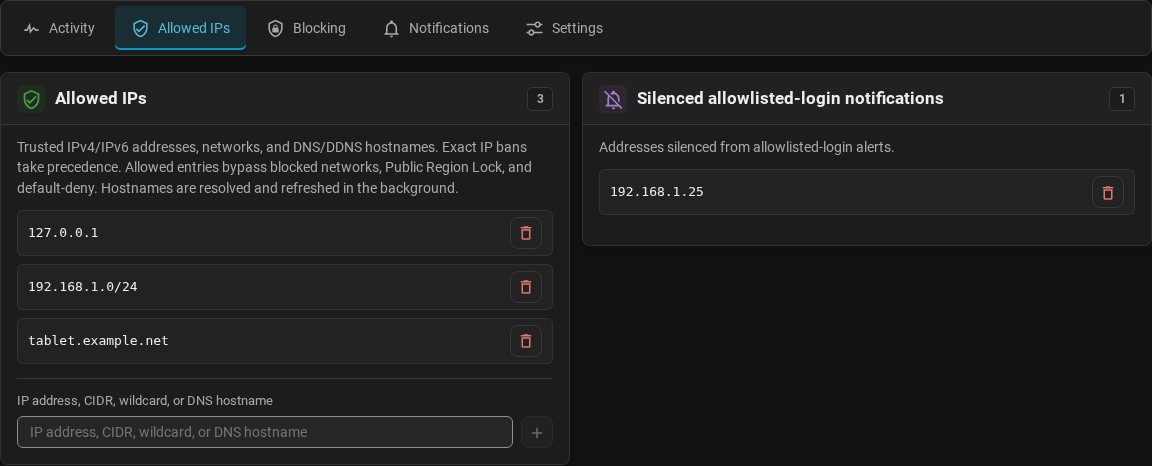 Activity
Allowed IPs
Blocking
Notifications
Settings
Allowed IPs
3
Trusted IPv4/IPv6 addresses, networks, and DNS/DDNS hostnames. Exact IP bans
take precedence. Allowed entries bypass blocked networks, Public Region Lock, and
default-deny. Hostnames are resolved and refreshed in the background.
127.0.0.1
192.168.1.0/24
tablet.example.net
IP address, CIDR, wildcard, or DNS hostname
IP address, CIDR, wildcard, or DNS hostname
Silenced allowlisted-login notifications
1
Addresses silenced from allowlisted-login alerts.
192.168.1.25